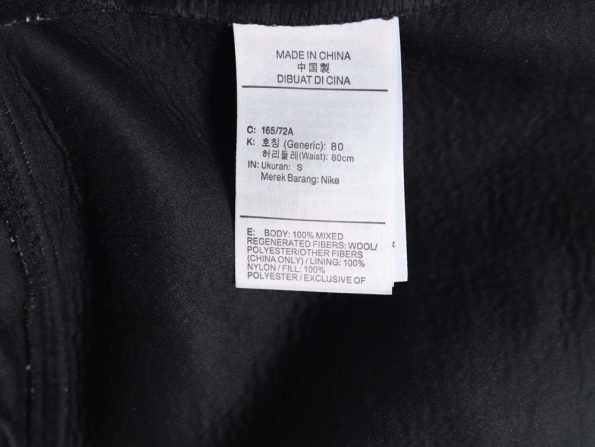 MADE IN CHINA
中国製
DIBUAT DI CINA
C: 165/72A
K: 호칭 (Generic): 80
허리둘레(Waist): 80cm
IN: Ukuran: S
Merek Barang: Nike
E: BODY: 100% MIXED
REGENERATED FIBERS: WOOL/
POLYESTER/OTHER FIBERS
(CHINA ONLY) / LINING: 100%
NYLON / FILL: 100%
POLYESTER / EXCLUSIVE OF